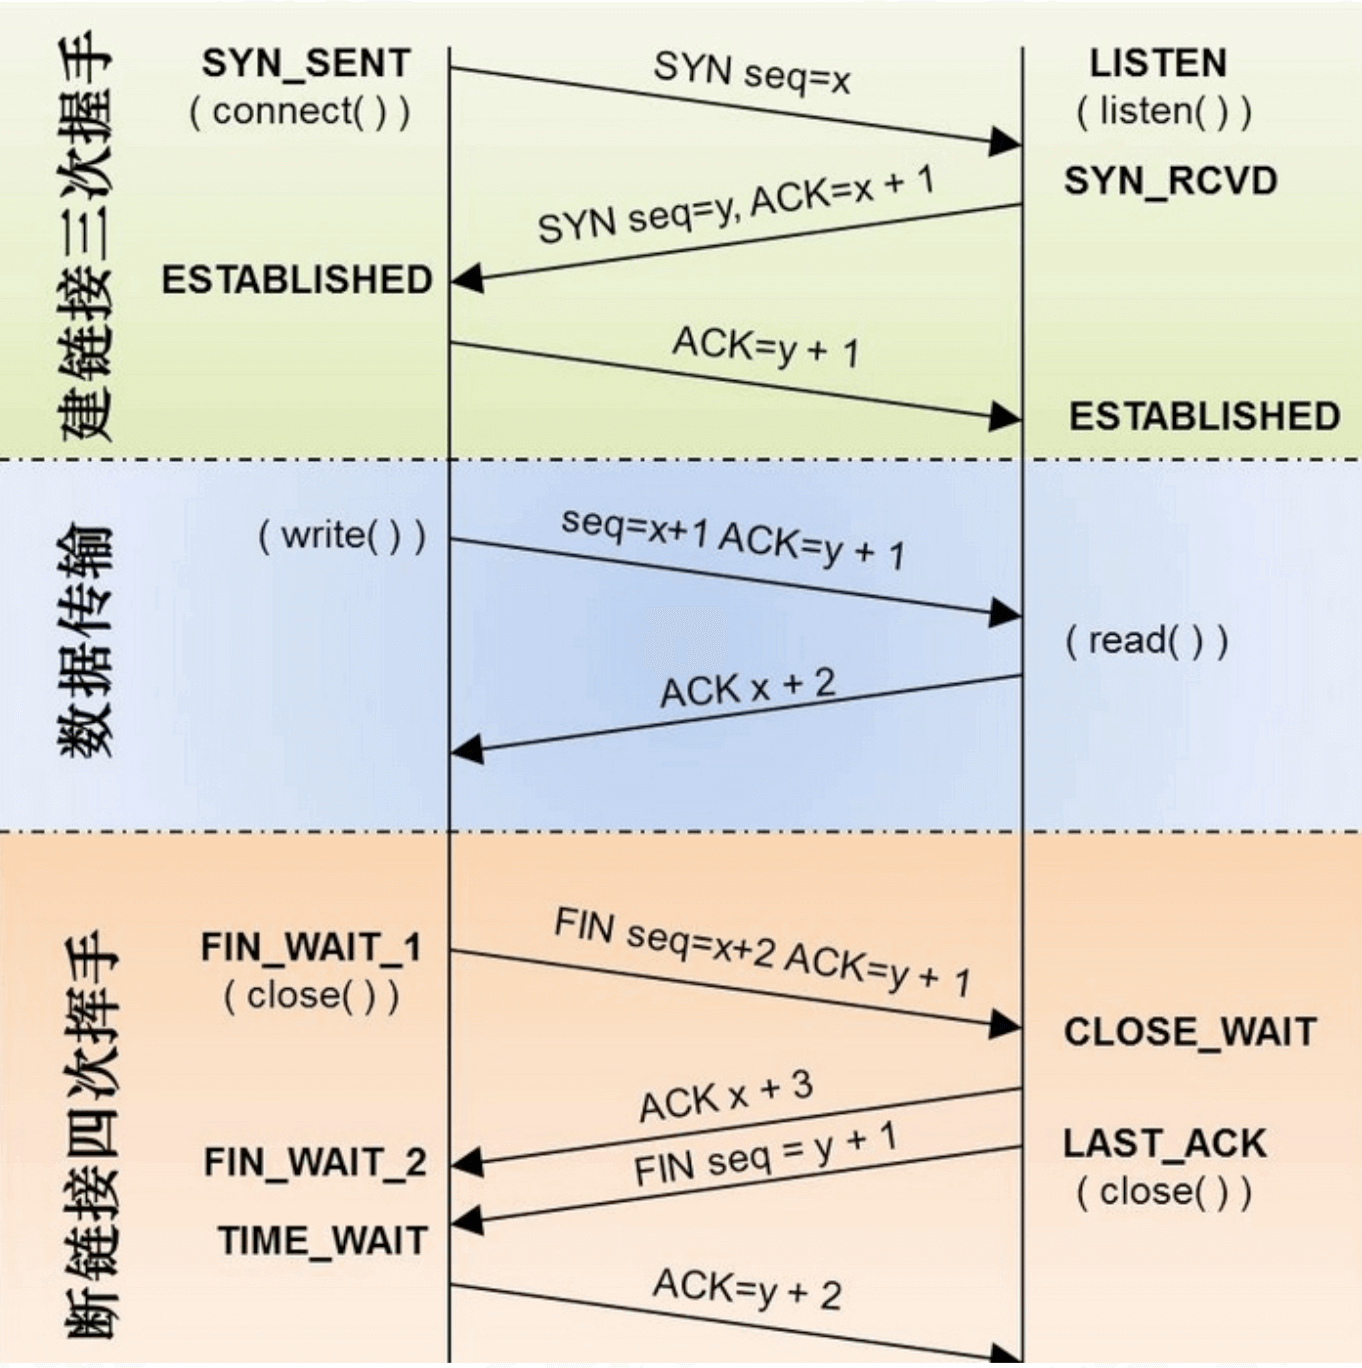 建链接三次握手
SYN_SENT
( connect( ) )
SYN seq=x
LISTEN
( listen( ) )
SYN_RCVD
SYN seq=y, ACK=x + 1
ESTABLISHED
ACK=y + 1
ESTABLISHED
数据传输
( write( ) )
seq=x+1 ACK=y + 1
( read( ) )
ACK x + 2
断链接四次挥手
FIN_WAIT_1
( close( ) )
FIN seq=x+2 ACK=y + 1
CLOSE_WAIT
ACK x + 3
FIN_WAIT_2
FIN seq = y + 1
LAST_ACK
( close( ) )
TIME_WAIT
ACK=y + 2